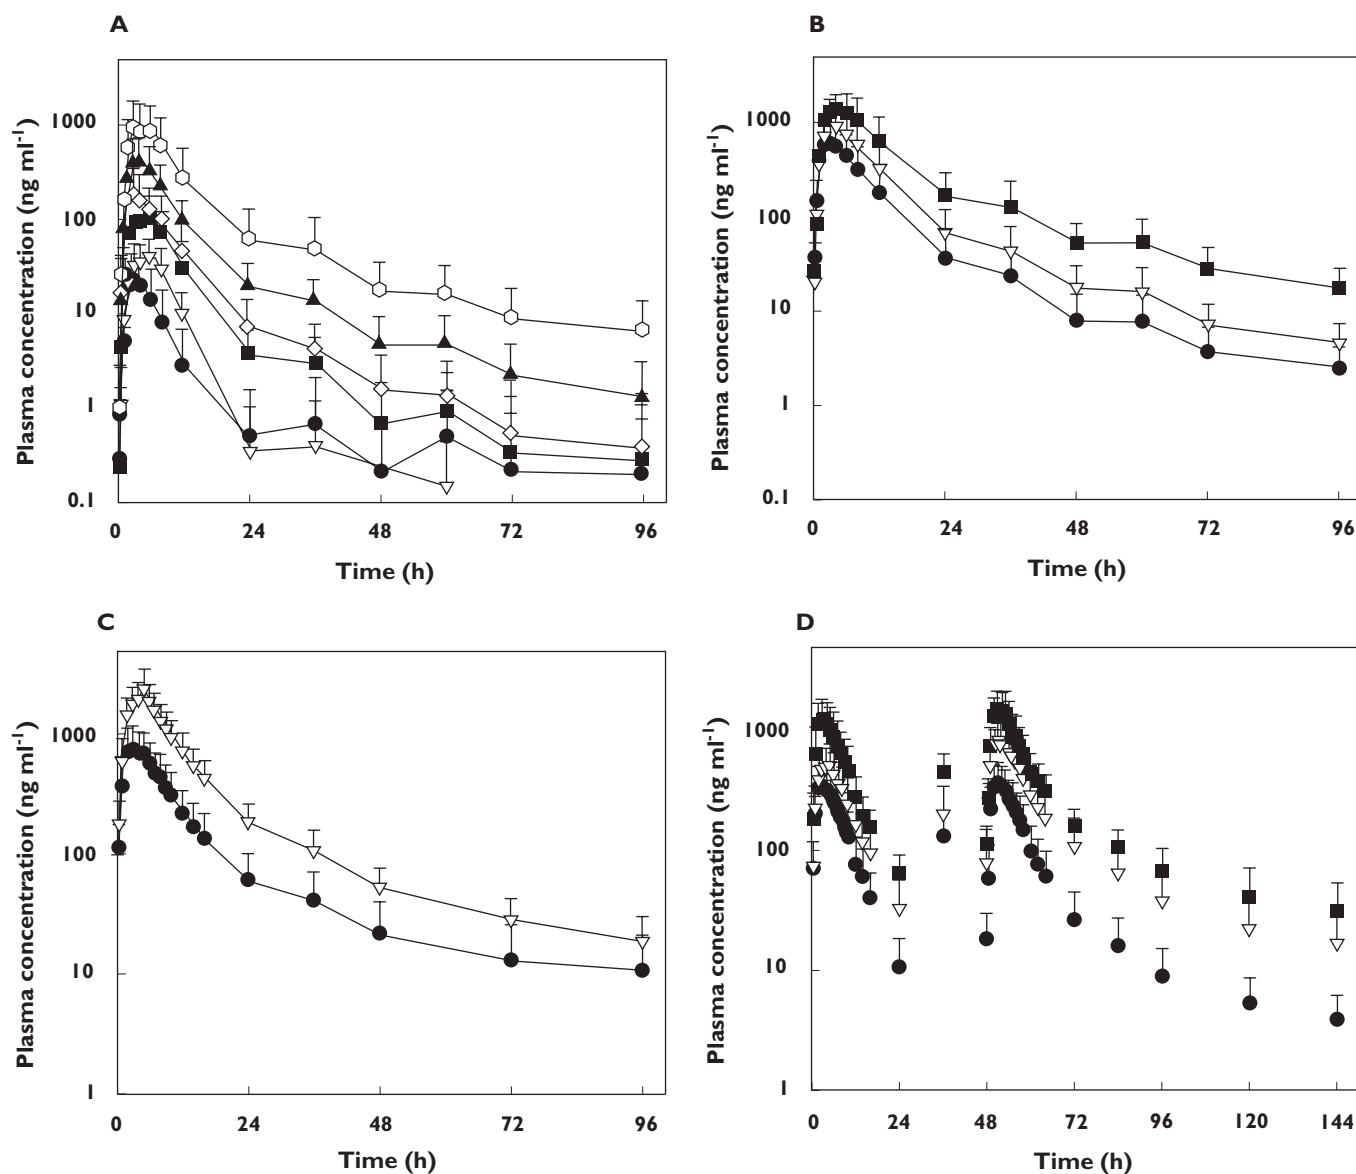 A
Plasma concentration (ng ml-1)
1000
100
10
1
0.1
0 24 48 72 96
Time (h)
B
Plasma concentration (ng ml-1)
1000
100
10
1
0.1
0 24 48 72 96
Time (h)
C
Plasma concentration (ng ml-1)
1000
100
10
1
0 24 48 72 96
Time (h)
D
Plasma concentration (ng ml-1)
1000
100
10
1
0 24 48 72 96 120 144
Time (h)